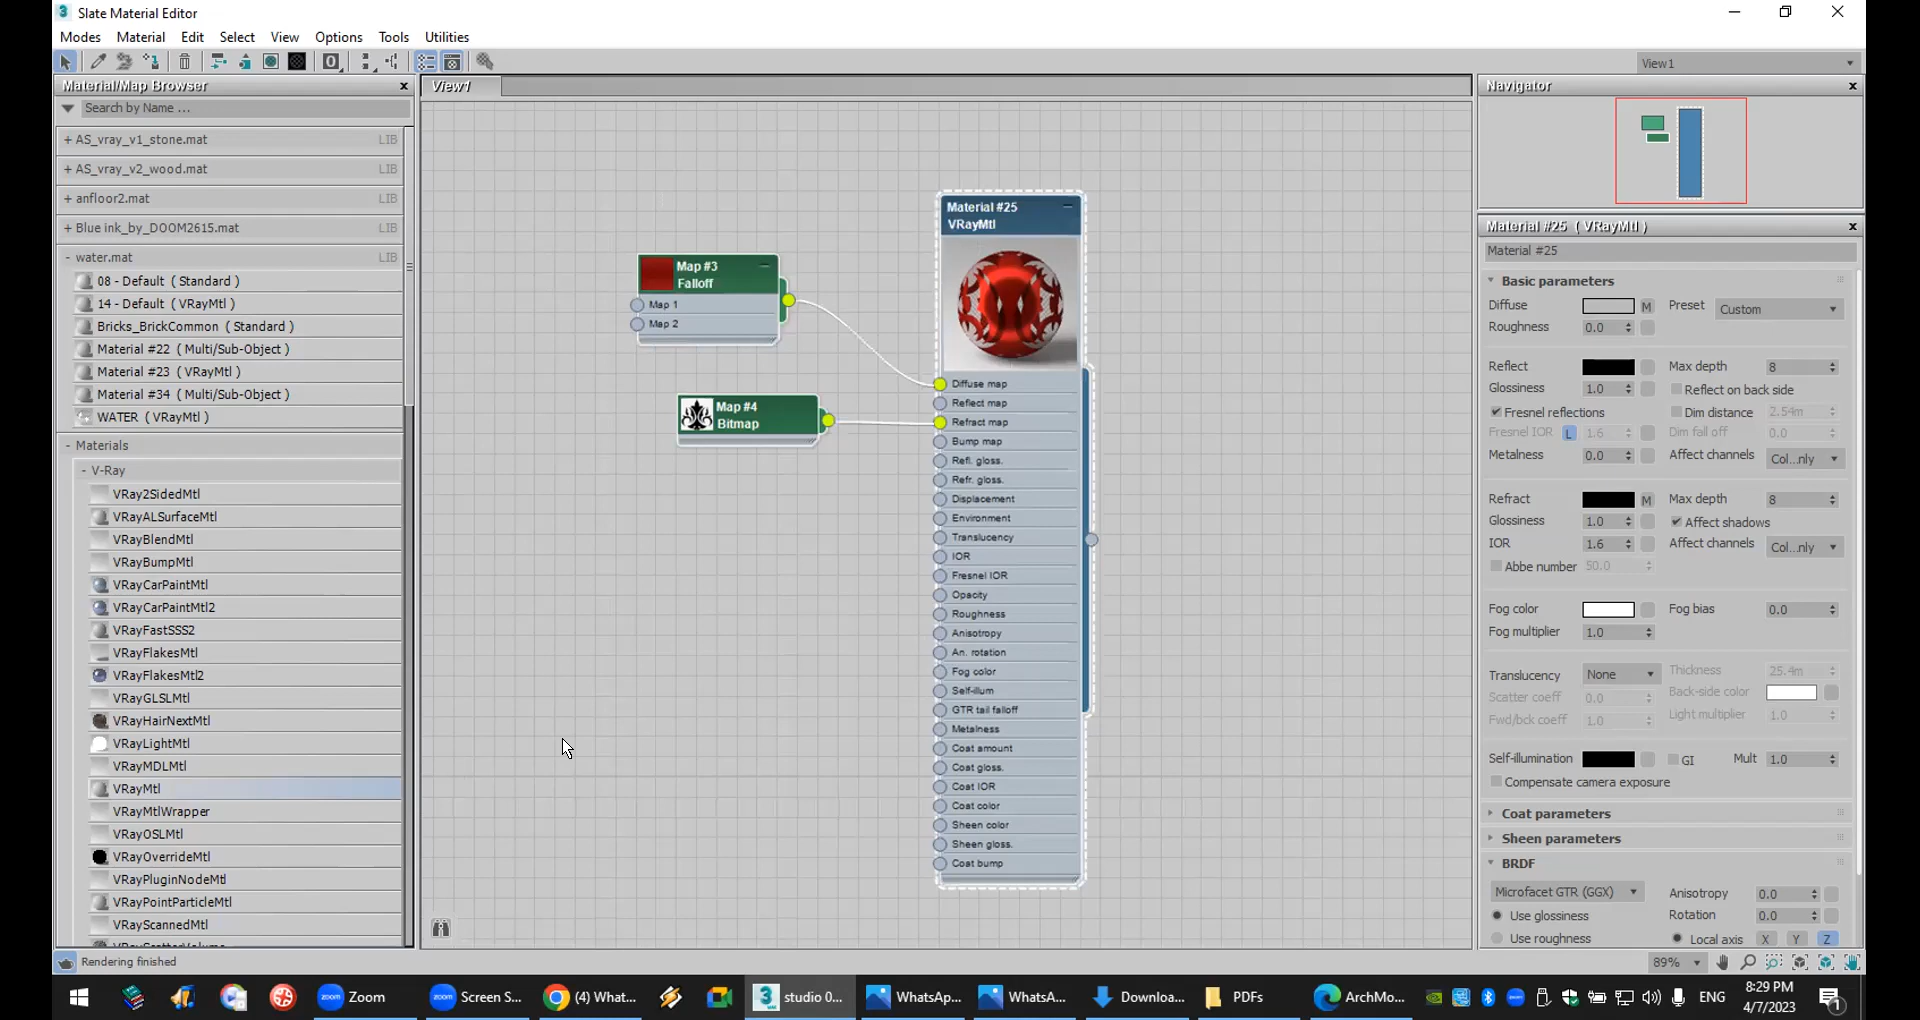 Slate Material Editor
Modes Material Edit Select View Options Tools Utilities
View1
Material/Map Browser
Search by Name ...
+ AS_vray_v1_stone.mat LIB
+ AS_vray_v2_wood.mat LIB
+ anfloor2.mat LIB
+ Blue ink_by_DOOM2615.mat LIB
- water.mat LIB
08 - Default ( Standard )
14 - Default ( VRayMtl )
Bricks_BrickCommon ( Standard )
Material #22 ( Multi/Sub-Object )
Material #23 ( VRayMtl )
Material #34 ( Multi/Sub-Object )
WATER ( VRayMtl )
- Materials
- V-Ray
VRay2SidedMtl
VRayALSurfaceMtl
VRayBlendMtl
VRayBumpMtl
VRayCarPaintMtl
VRayCarPaintMtl2
VRayFastSSS2
VRayFlakesMtl
VRayFlakesMtl2
VRayGLSLMtl
VRayHairNextMtl
VRayLightMtl
VRayMDLMtl
VRayMtl
VRayMtlWrapper
VRayOSLMtl
VRayOverrideMtl
VRayPluginNodeMtl
VRayPointParticleMtl
VRayScannedMtl
View1
Map #3
Falloff
Map 1
Map 2
Map #4
Bitmap
Material #25
VRayMtl
Diffuse map
Reflect map
Refract map
Bump map
Refl. gloss.
Refr. gloss.
Displacement
Environment
Translucency
IOR
Fresnel IOR
Opacity
Roughness
Anisotropy
An. rotation
Fog color
Self-illum
GTR tail falloff
Metalness
Coat amount
Coat gloss.
Coat IOR
Coat color
Sheen color
Sheen gloss.
Coat bump
Navigator
Material #25 ( VRayMtl )
Material #25
Basic parameters
Diffuse M Preset Custom
Roughness 0.0
Reflect Max depth 8
Glossiness 1.0 Reflect on back side
Fresnel reflections Dim distance 2.54m
Fresnel IOR L 1.6 Dim fall off 0.0
Metalness 0.0 Affect channels Col...nly
Refract M Max depth 8
Glossiness 1.0 Affect shadows
IOR 1.6 Affect channels Col...nly
Abbe number 50.0
Fog color Fog bias 0.0
Fog multiplier 1.0
Translucency None Thickness 25.4m
Scatter coeff 0.0 Back-side color
Fwd/bck coeff 1.0 Light multiplier 1.0
Self-illumination GI Mult 1.0
Compensate camera exposure
Coat parameters
Sheen parameters
BRDF
Microfacet GTR (GGX) Anisotropy 0.0
Use glossiness Rotation 0.0
Use roughness Local axis X Y Z
Rendering finished
89%
Zoom
Screen S...
(4) What...
studio 0...
WhatsAp...
WhatsA...
Downloa...
PDFs
ArchMo...
ENG
8:29 PM
4/7/2023